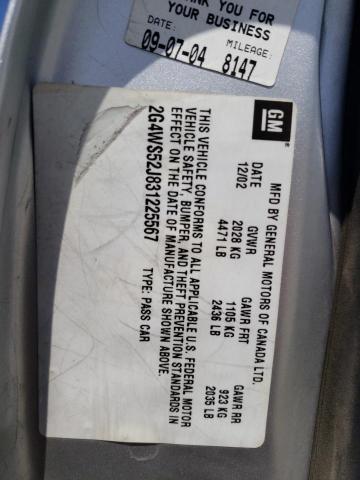 THANK YOU FOR
YOUR BUSINESS
DATE: MILEAGE:
09-07-04 8147
GM
MFD BY GENERAL MOTORS OF CANADA LTD.
DATE GVWR GAWR FRT GAWR RR
12/02 2028 KG 1105 KG 923 KG
4471 LB 2436 LB 2035 LB
THIS VEHICLE CONFORMS TO ALL APPLICABLE U.S. FEDERAL MOTOR
VEHICLE SAFETY, BUMPER, AND THEFT PREVENTION STANDARDS IN
EFFECT ON THE DATE OF MANUFACTURE SHOWN ABOVE.
2G4WS52J831225567 TYPE: PASS CAR